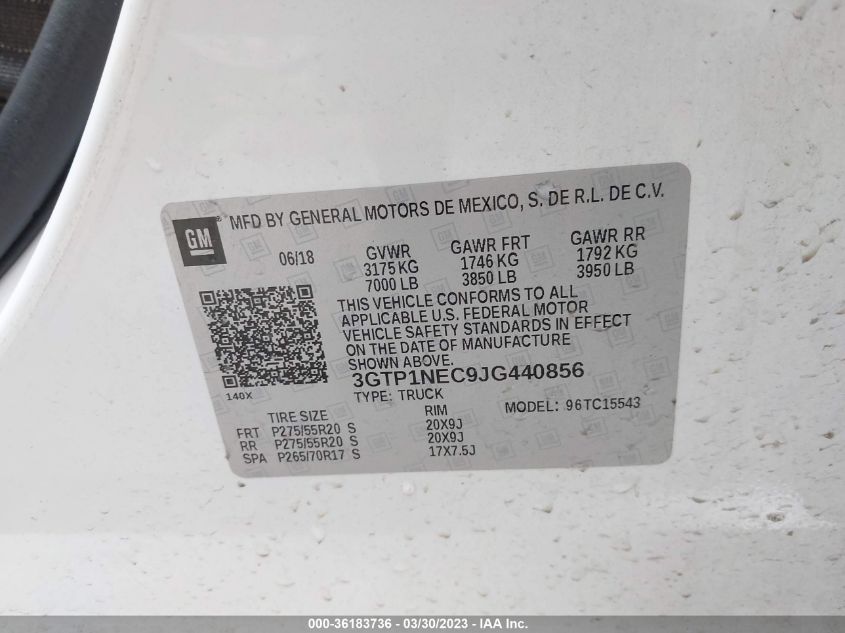 GM ® MFD BY GENERAL MOTORS DE MEXICO, S. DE R.L. DE C.V.
06/18 GVWR GAWR FRT GAWR RR
3175 KG 1746 KG 1792 KG
7000 LB 3850 LB 3950 LB
THIS VEHICLE CONFORMS TO ALL
APPLICABLE U.S. FEDERAL MOTOR
VEHICLE SAFETY STANDARDS IN EFFECT
ON THE DATE OF MANUFACTURE
SHOWN ABOVE.
3GTP1NEC9JG440856
140X TYPE: TRUCK MODEL: 96TC15543
TIRE SIZE RIM
FRT P275/55R20 S 20X9J
RR P275/55R20 S 20X9J
SPA P265/70R17 S 17X7.5J
000-36183736 - 03/30/2023 - IAA Inc.